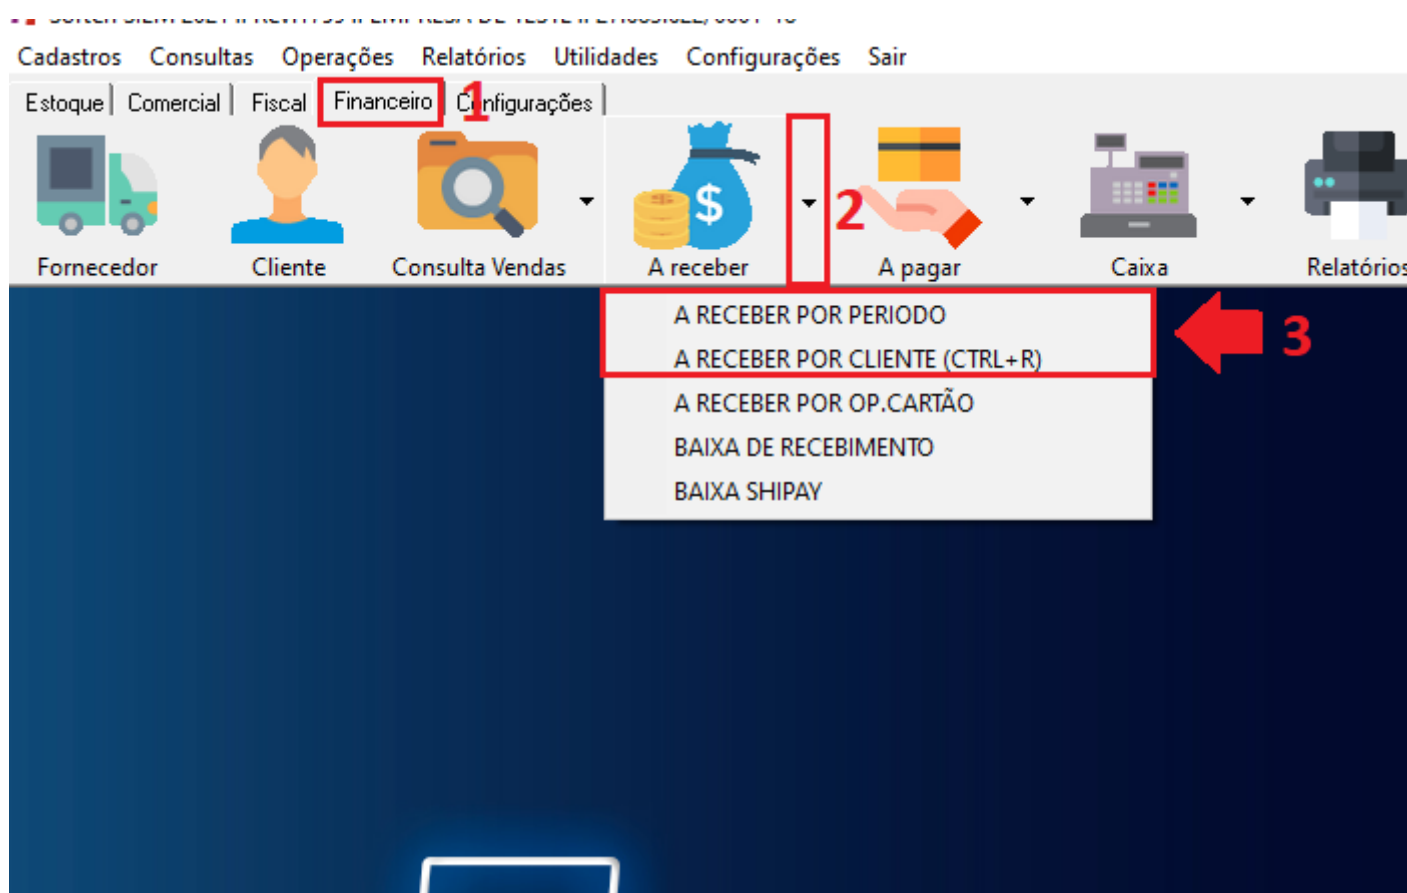 Cadastros Consultas Operações Relatórios Utilidades Configurações Sair
Estoque Comercial Fiscal Financeiro 1 Configurações
$ 2
Fornecedor Cliente Consulta Vendas A receber A pagar Caixa Relatórios
A RECEBER POR PERIODO
3
A RECEBER POR CLIENTE (CTRL+R)
A RECEBER POR OP.CARTÃO
BAIXA DE RECEBIMENTO
BAIXA SHIPAY